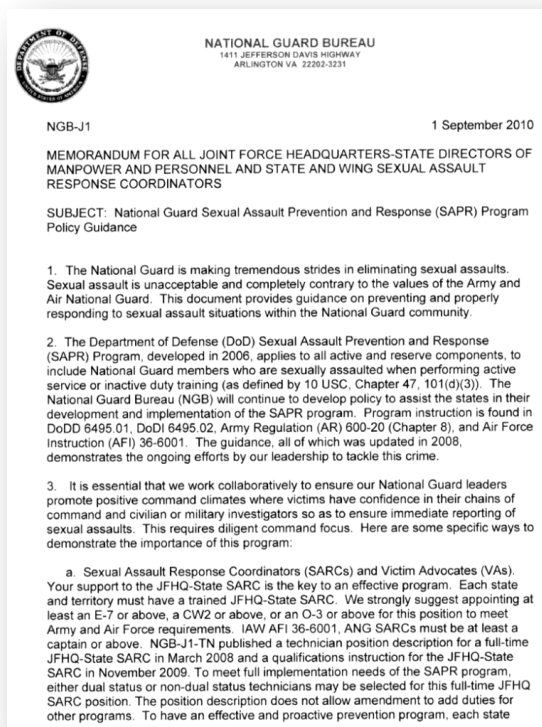 DEPARTMENT OF DEFENSE
UNITED STATES OF AMERICA
NATIONAL GUARD BUREAU
1411 JEFFERSON DAVIS HIGHWAY
ARLINGTON VA 22202-3231
NGB-J1 1 September 2010
MEMORANDUM FOR ALL JOINT FORCE HEADQUARTERS-STATE DIRECTORS OF
MANPOWER AND PERSONNEL AND STATE AND WING SEXUAL ASSAULT
RESPONSE COORDINATORS
SUBJECT: National Guard Sexual Assault Prevention and Response (SAPR) Program
Policy Guidance
1. The National Guard is making tremendous strides in eliminating sexual assaults.
Sexual assault is unacceptable and completely contrary to the values of the Army and
Air National Guard. This document provides guidance on preventing and properly
responding to sexual assault situations within the National Guard community.
2. The Department of Defense (DoD) Sexual Assault Prevention and Response
(SAPR) Program, developed in 2006, applies to all active and reserve components, to
include National Guard members who are sexually assaulted when performing active
service or inactive duty training (as defined by 10 USC, Chapter 47, 101(d)(3)). The
National Guard Bureau (NGB) will continue to develop policy to assist the states in their
development and implementation of the SAPR program. Program instruction is found in
DoDD 6495.01, DoDI 6495.02, Army Regulation (AR) 600-20 (Chapter 8), and Air Force
Instruction (AFI) 36-6001. The guidance, all of which was updated in 2008,
demonstrates the ongoing efforts by our leadership to tackle this crime.
3. It is essential that we work collaboratively to ensure our National Guard leaders
promote positive command climates where victims have confidence in their chains of
command and civilian or military investigators so as to ensure immediate reporting of
sexual assaults. This requires diligent command focus. Here are some specific ways to
demonstrate the importance of this program:
a. Sexual Assault Response Coordinators (SARCs) and Victim Advocates (VAs).
Your support to the JFHQ-State SARC is the key to an effective program. Each state
and territory must have a trained JFHQ-State SARC. We strongly suggest appointing at
least an E-7 or above, a CW2 or above, or an O-3 or above for this position to meet
Army and Air Force requirements. IAW AFI 36-6001, ANG SARCs must be at least a
captain or above. NGB-J1-TN published a technician position description for a full-time
JFHQ-State SARC in March 2008 and a qualifications instruction for the JFHQ-State
SARC in November 2009. To meet full implementation needs of the SAPR program,
either dual status or non-dual status technicians may be selected for this full-time JFHQ
SARC position. The position description does not allow amendment to add duties for
other programs. To have an effective and proactive prevention program, each state